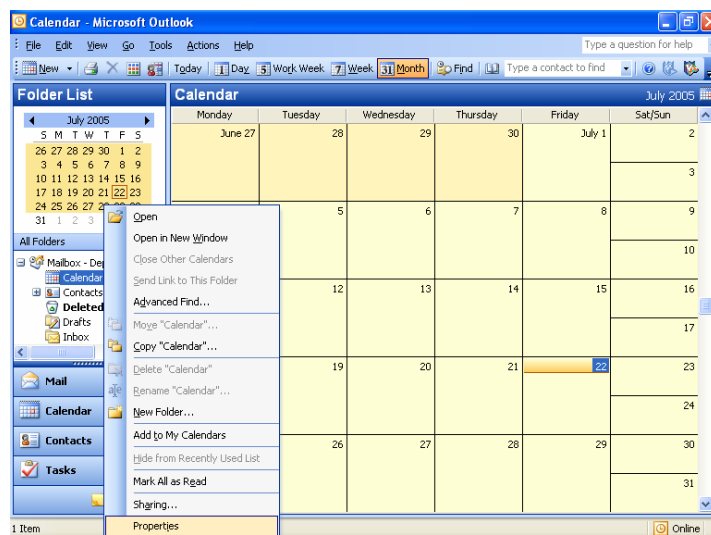 Calendar - Microsoft Outlook
File Edit View Go Tools Actions Help Type a question for help
New Today 1 Day 5 Work Week 7 Week 31 Month Find Type a contact to find
Folder List
Calendar July 2005
July 2005
S M T W T F S
26 27 28 29 30 1 2
3 4 5 6 7 8 9
10 11 12 13 14 15 16
17 18 19 20 21 22 23
24 25 26 27
31 1 2 3
Monday Tuesday Wednesday Thursday Friday Sat/Sun
June 27 28 29 30 July 1 2
3
5 6 7 8 9
10
12 13 14 15 16
17
19 20 21 22 23
24
26 27 28 29 30
31
All Folders
Mailbox - Dep
Calendar
Contacts
Deleted
Drafts
Inbox
Mail
Calendar
Contacts
Tasks
Open
Open in New Window
Close Other Calendars
Send Link to This Folder
Advanced Find...
Move "Calendar"...
Copy "Calendar"...
Delete "Calendar"
Rename "Calendar"...
New Folder...
Add to My Calendars
Hide from Recently Used List
Mark All as Read
Sharing...
Properties
1 Item Online